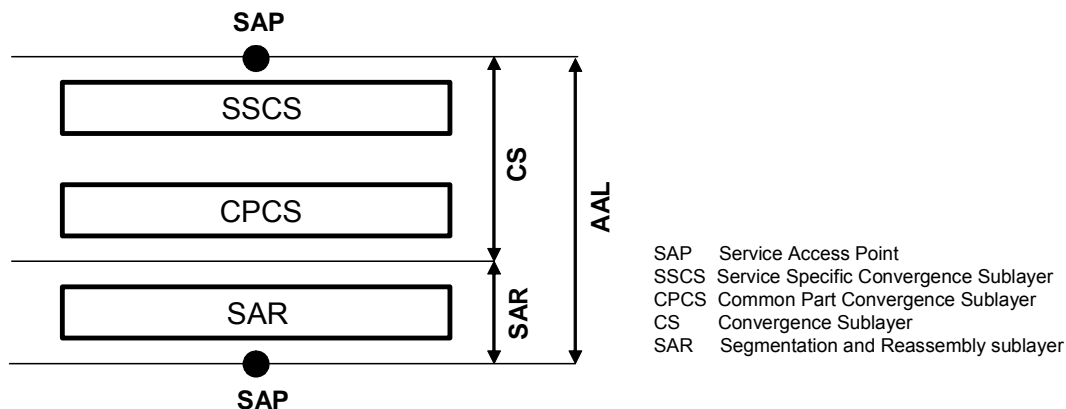 SAP
SSCS
CS
CPCS
AAL
SAR
SAR
SAP
SAP Service Access Point
SSCS Service Specific Convergence Sublayer
CPCS Common Part Convergence Sublayer
CS Convergence Sublayer
SAR Segmentation and Reassembly sublayer